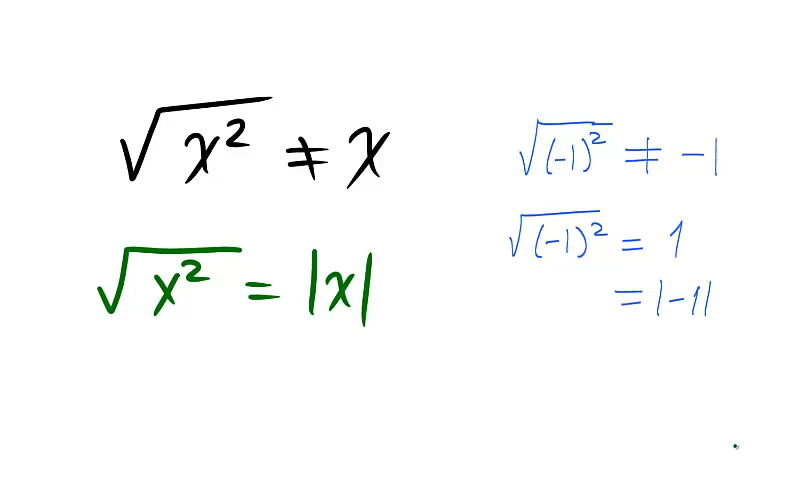 √x² ≠ x
√x² = |x|
√(-1)² ≠ -1
√(-1)² = 1
= |-1|